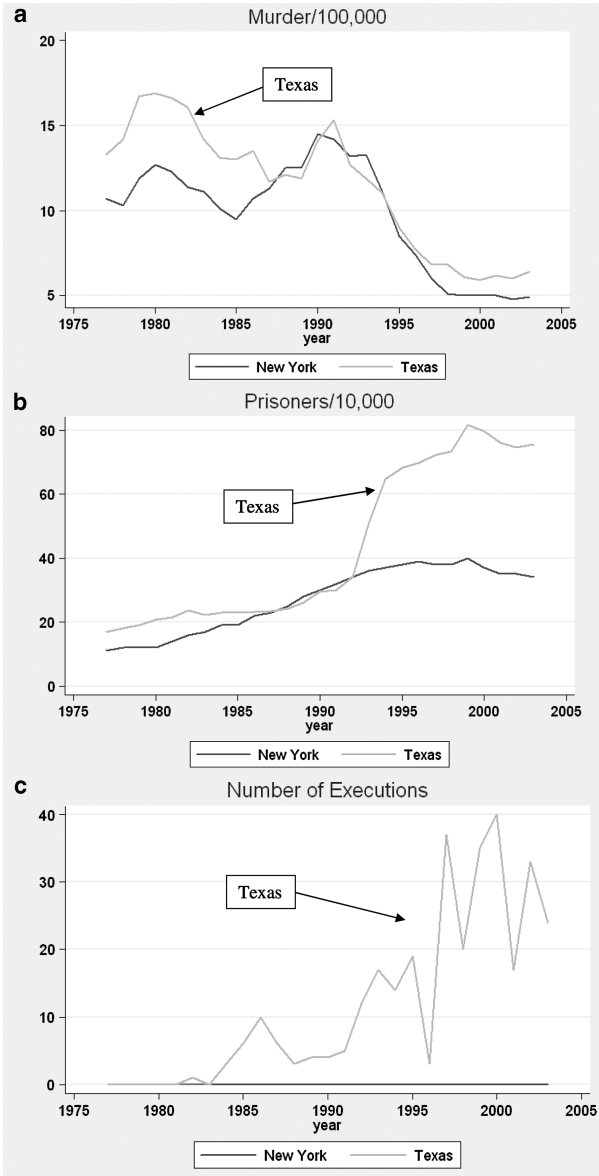 a
Murder/100,000
20
15
10
5
Texas
1975 1980 1985 1990 1995 2000 2005
year
New York Texas
b
Prisoners/10,000
80
60
40
20
0
Texas
1975 1980 1985 1990 1995 2000 2005
year
New York Texas
c
Number of Executions
40
30
20
10
0
Texas
1975 1980 1985 1990 1995 2000 2005
year
New York Texas